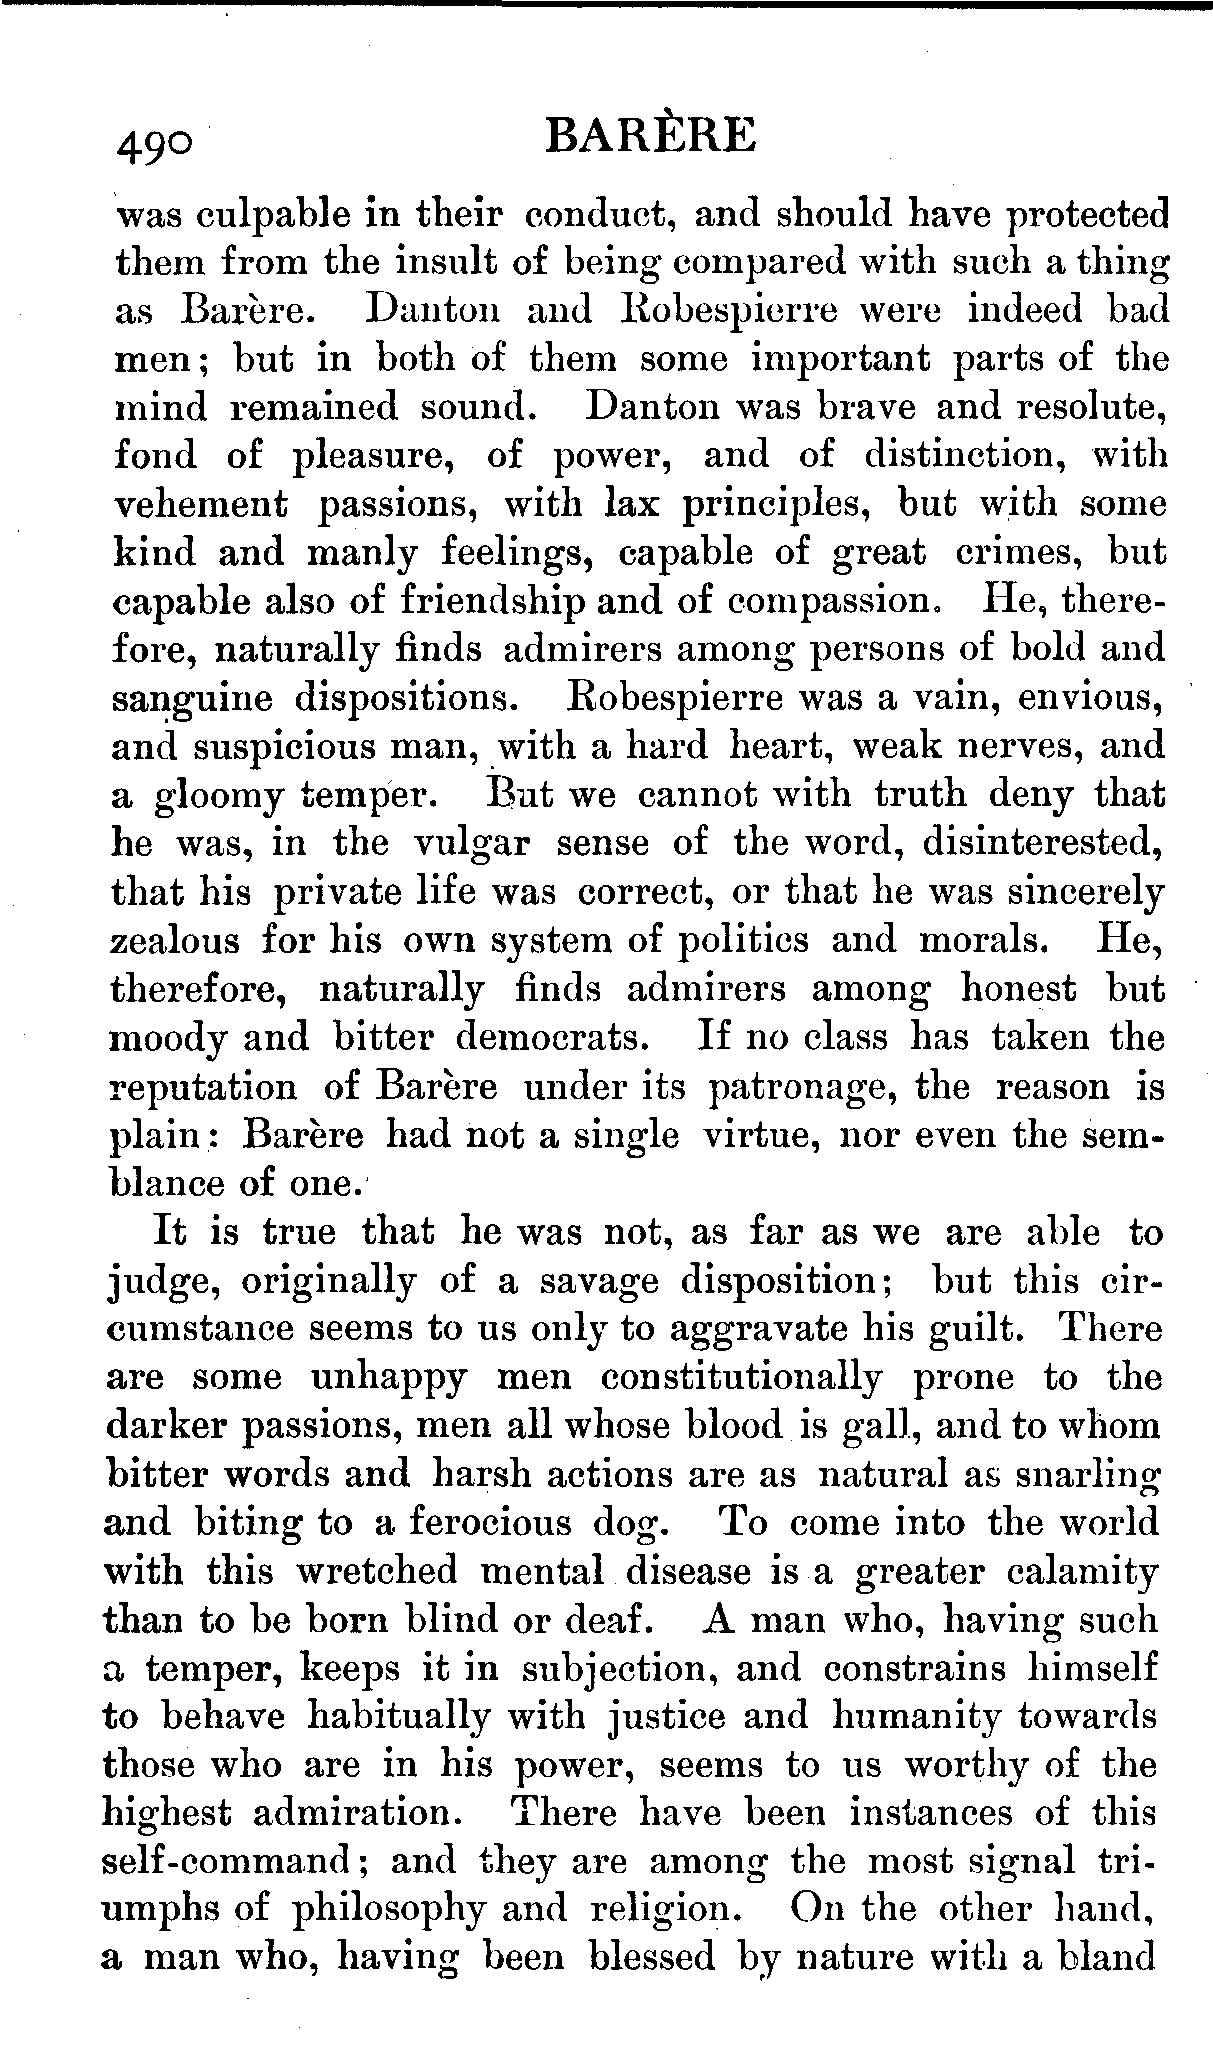 490 BARÈRE
was culpable in their conduct, and should have protected
them from the insult of being compared with such a thing
as Barère. Danton and Robespierre were indeed bad
men; but in both of them some important parts of the
mind remained sound. Danton was brave and resolute,
fond of pleasure, of power, and of distinction, with
vehement passions, with lax principles, but with some
kind and manly feelings, capable of great crimes, but
capable also of friendship and of compassion. He, there-
fore, naturally finds admirers among persons of bold and
sanguine dispositions. Robespierre was a vain, envious,
and suspicious man, with a hard heart, weak nerves, and
a gloomy temper. But we cannot with truth deny that
he was, in the vulgar sense of the word, disinterested,
that his private life was correct, or that he was sincerely
zealous for his own system of politics and morals. He,
therefore, naturally finds admirers among honest but
moody and bitter democrats. If no class has taken the
reputation of Barère under its patronage, the reason is
plain: Barère had not a single virtue, nor even the sem-
blance of one.
It is true that he was not, as far as we are able to
judge, originally of a savage disposition; but this cir-
cumstance seems to us only to aggravate his guilt. There
are some unhappy men constitutionally prone to the
darker passions, men all whose blood is gall, and to whom
bitter words and harsh actions are as natural as snarling
and biting to a ferocious dog. To come into the world
with this wretched mental disease is a greater calamity
than to be born blind or deaf. A man who, having such
a temper, keeps it in subjection, and constrains himself
to behave habitually with justice and humanity towards
those who are in his power, seems to us worthy of the
highest admiration. There have been instances of this
self-command; and they are among the most signal tri-
umphs of philosophy and religion. On the other hand,
a man who, having been blessed by nature with a bland